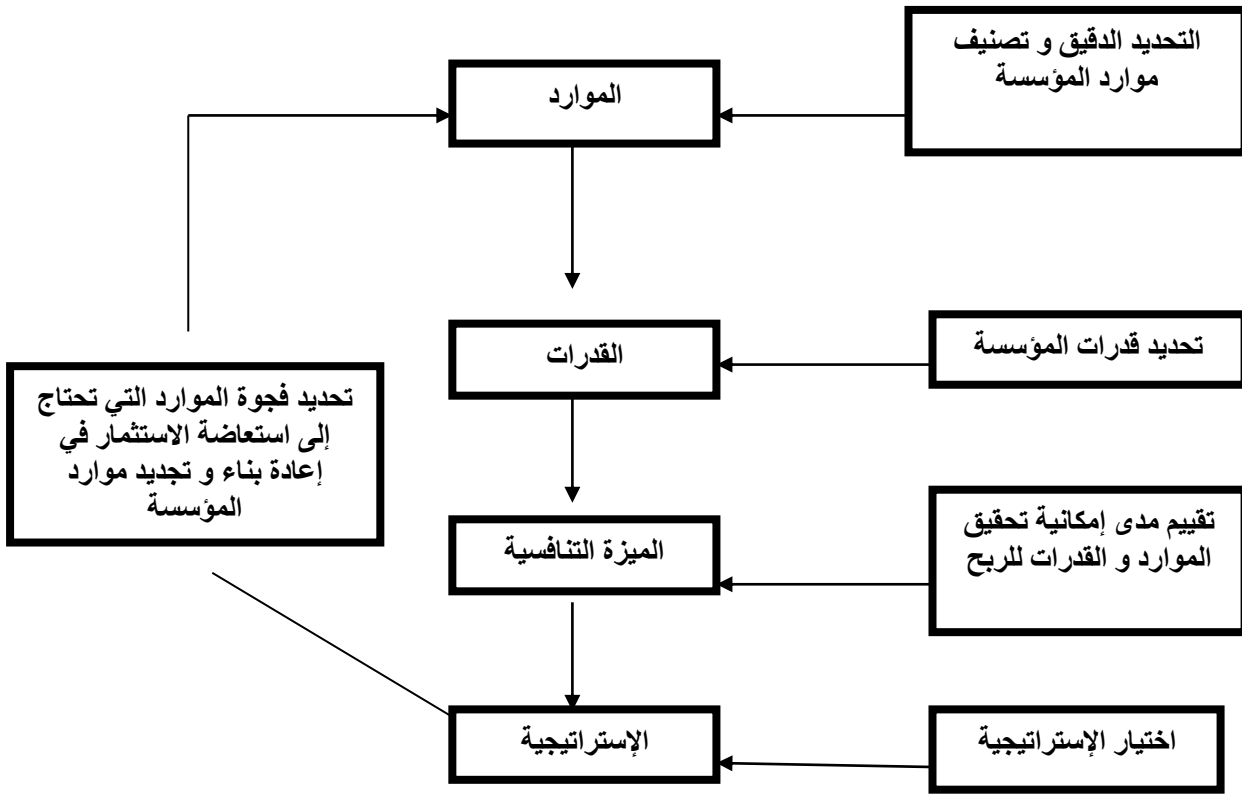 التحديد الدقيق و تصنيف
موارد المؤسسة
الموارد
تحديد قدرات المؤسسة
القدرات
تحديد فجوة الموارد التي تحتاج
إلى استعاضة الاستثمار في
إعادة بناء و تجديد موارد
المؤسسة
تقييم مدى إمكانية تحقيق
الموارد و القدرات للربح
الميزة التنافسية
اختيار الإستراتيجية
الإستراتيجية